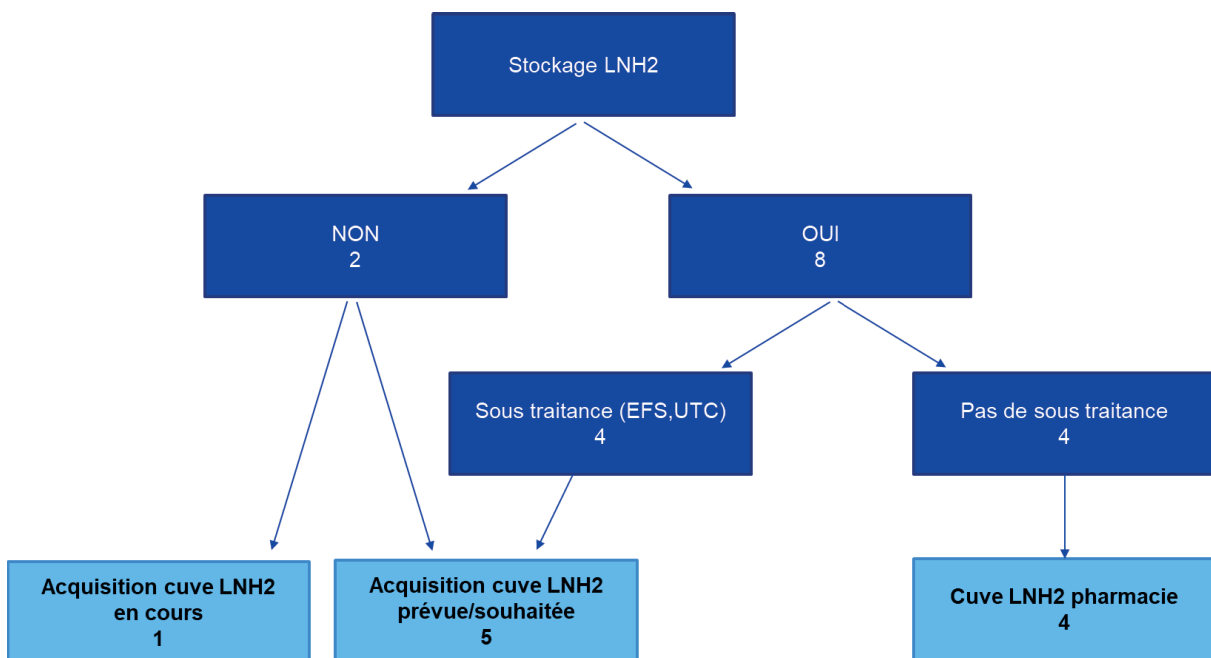 Stockage LNH2
NON
2
OUI
8
Sous traitance (EFS,UTC)
4
Pas de sous traitance
4
Acquisition cuve LNH2
en cours
1
Acquisition cuve LNH2
prévue/souhaitée
5
Cuve LNH2 pharmacie
4